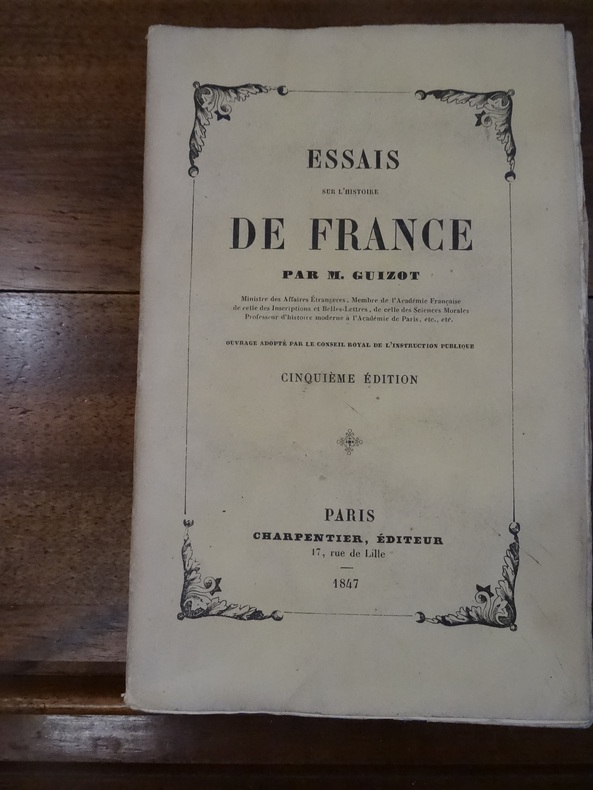 ESSAIS
SUR L'HISTOIRE
DE FRANCE
PAR M. GUIZOT
Ministre des Affaires Étrangères, Membre de l'Académie Française
de celle des Inscriptions et Belles-Lettres, de celle des Sciences Morales
Professeur d'histoire moderne à l'Académie de Paris, etc., etc.
OUVRAGE ADOPTÉ PAR LE CONSEIL ROYAL DE L'INSTRUCTION PUBLIQUE
CINQUIÈME ÉDITION
PARIS
CHARPENTIER, ÉDITEUR
17, rue de Lille
1847